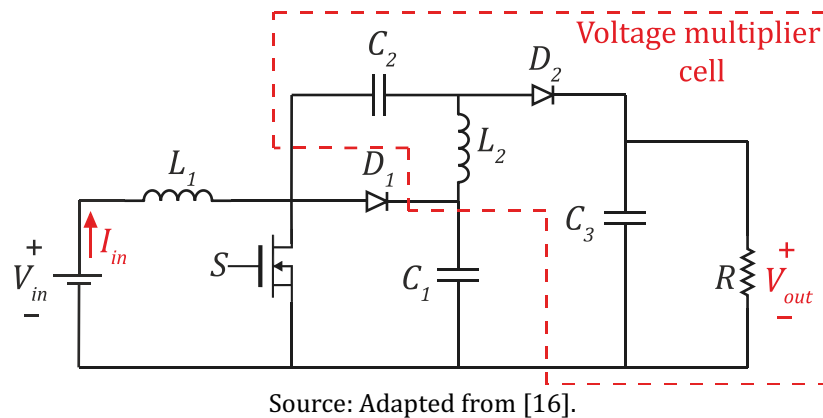 Voltage multiplier
cell
C2
D2
L2
L1
D1
+
Iin
Vin
-
S
C1
C3
R
+
Vout
-
Source: Adapted from [16].